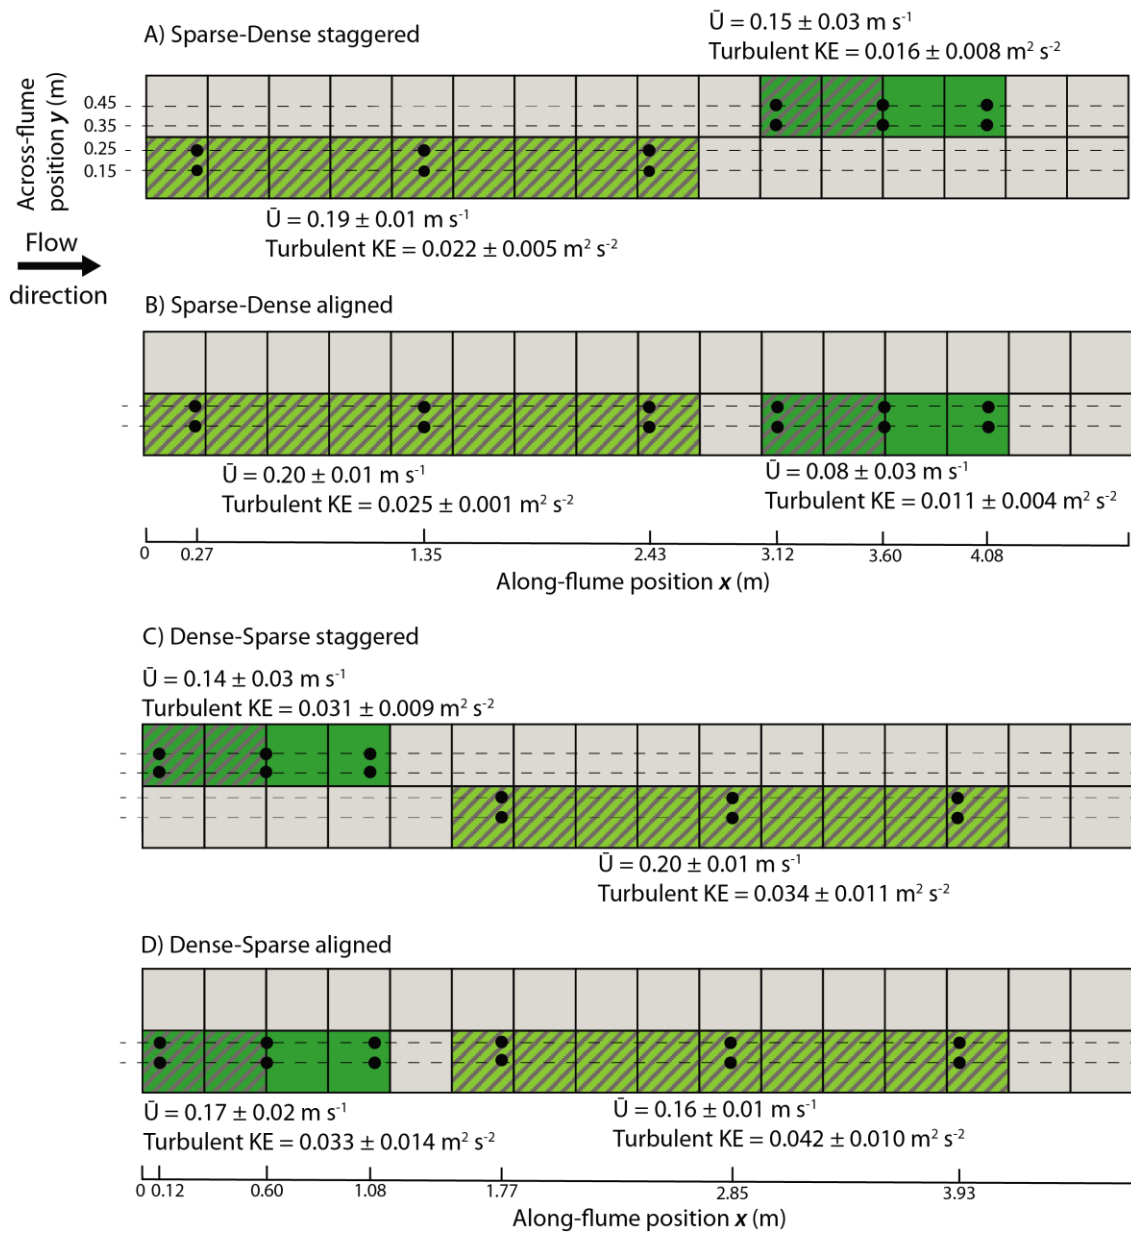 A) Sparse-Dense staggered
Ū = 0.15 ± 0.03 m s⁻¹
Turbulent KE = 0.016 ± 0.008 m² s⁻²
Across-flume
position y (m)
0.45
0.35
0.25
0.15
Ū = 0.19 ± 0.01 m s⁻¹
Turbulent KE = 0.022 ± 0.005 m² s⁻²
Flow
direction
B) Sparse-Dense aligned
Ū = 0.20 ± 0.01 m s⁻¹
Turbulent KE = 0.025 ± 0.001 m² s⁻²
Ū = 0.08 ± 0.03 m s⁻¹
Turbulent KE = 0.011 ± 0.004 m² s⁻²
0 0.27 1.35 2.43 3.12 3.60 4.08
Along-flume position x (m)
C) Dense-Sparse staggered
Ū = 0.14 ± 0.03 m s⁻¹
Turbulent KE = 0.031 ± 0.009 m² s⁻²
Ū = 0.20 ± 0.01 m s⁻¹
Turbulent KE = 0.034 ± 0.011 m² s⁻²
D) Dense-Sparse aligned
Ū = 0.17 ± 0.02 m s⁻¹
Turbulent KE = 0.033 ± 0.014 m² s⁻²
Ū = 0.16 ± 0.01 m s⁻¹
Turbulent KE = 0.042 ± 0.010 m² s⁻²
0 0.12 0.60 1.08 1.77 2.85 3.93
Along-flume position x (m)